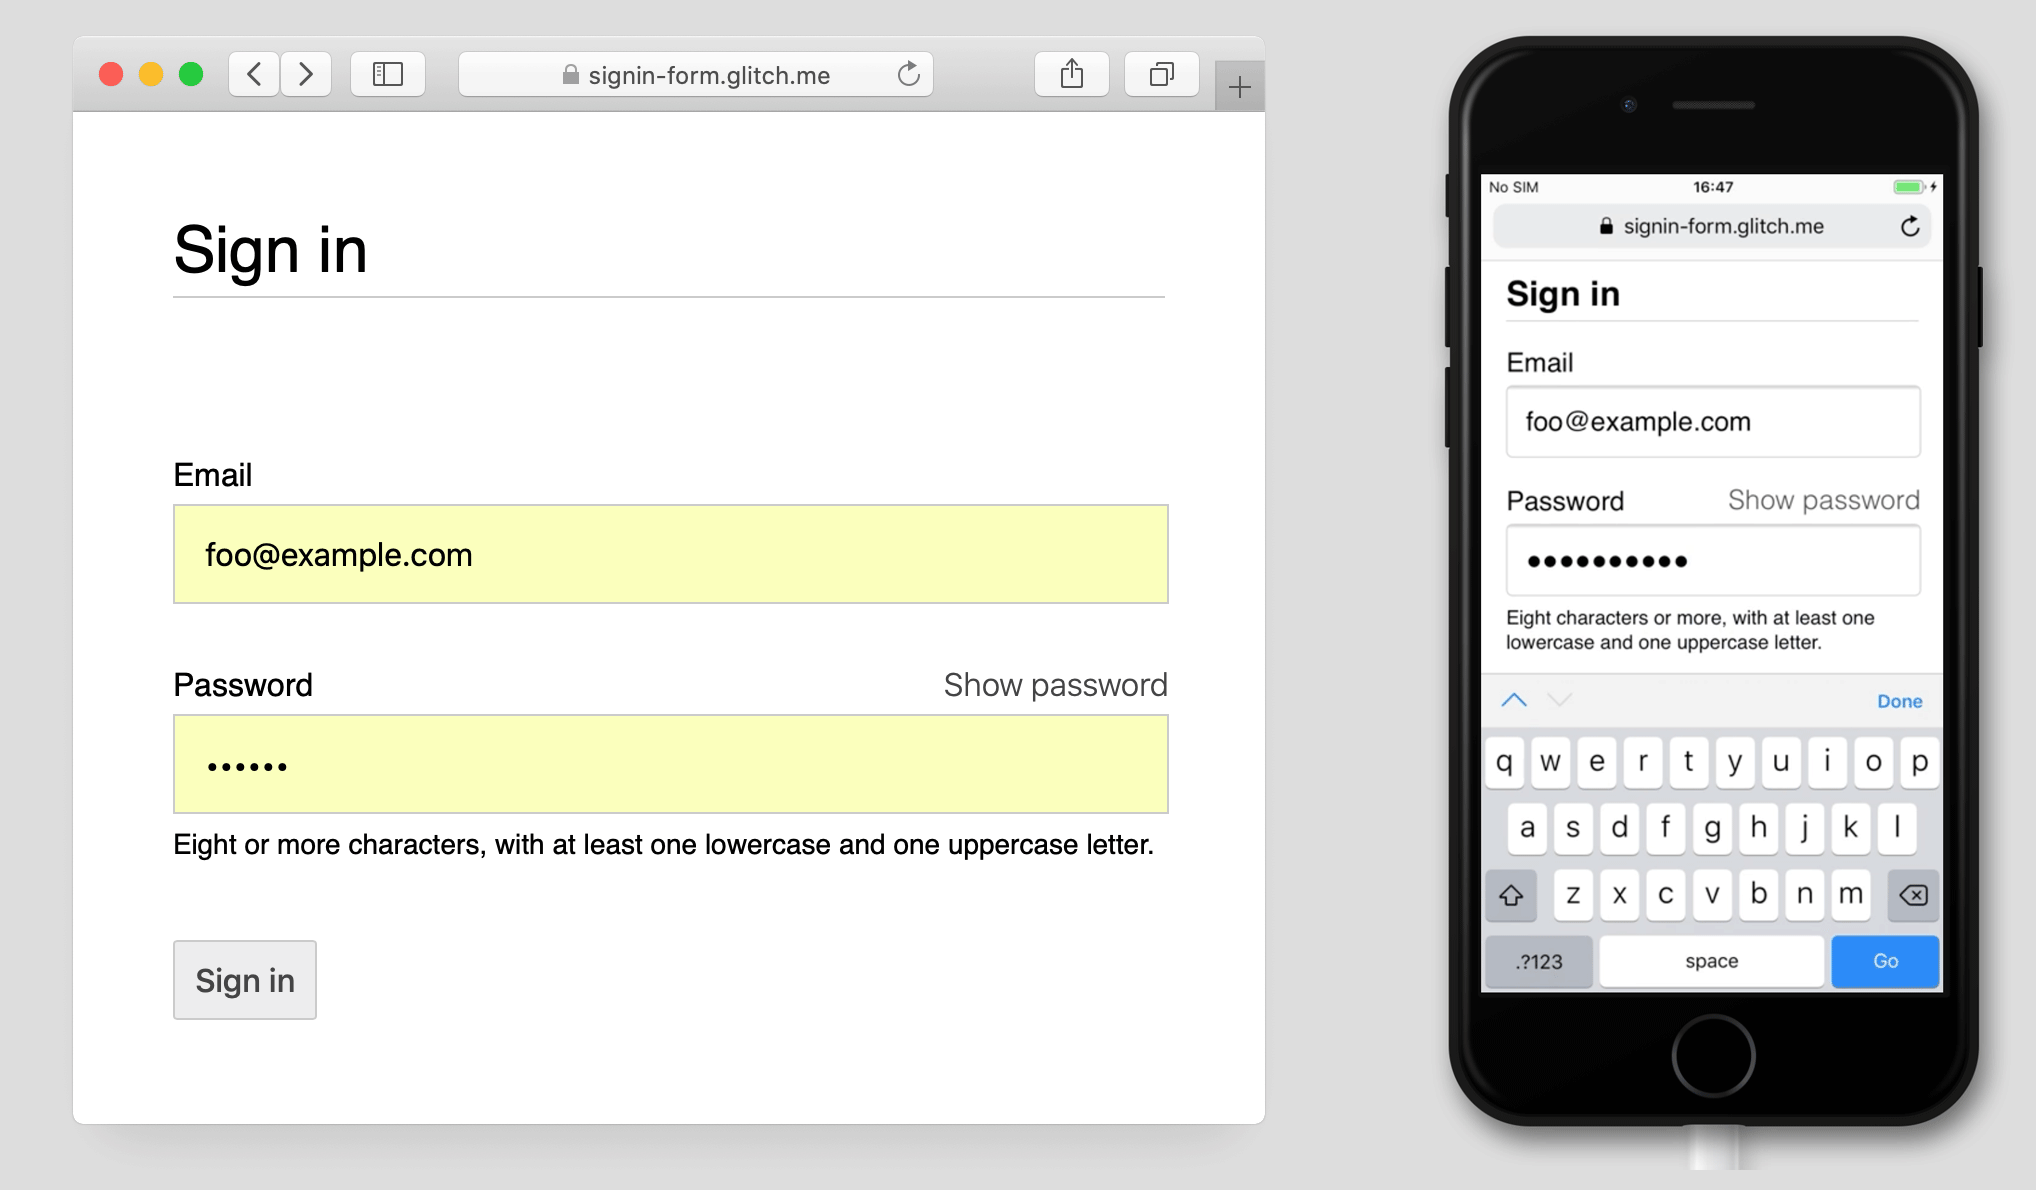 signin-form.glitch.me
Sign in
Email
foo@example.com
Password Show password
••••••
Eight or more characters, with at least one lowercase and one uppercase letter.
Sign in
No SIM 16:47
signin-form.glitch.me
Sign in
Email
foo@example.com
Password Show password
••••••••••
Eight characters or more, with at least one
lowercase and one uppercase letter.
Done
q w e r t y u i o p
a s d f g h j k l
z x c v b n m
.?123 space Go